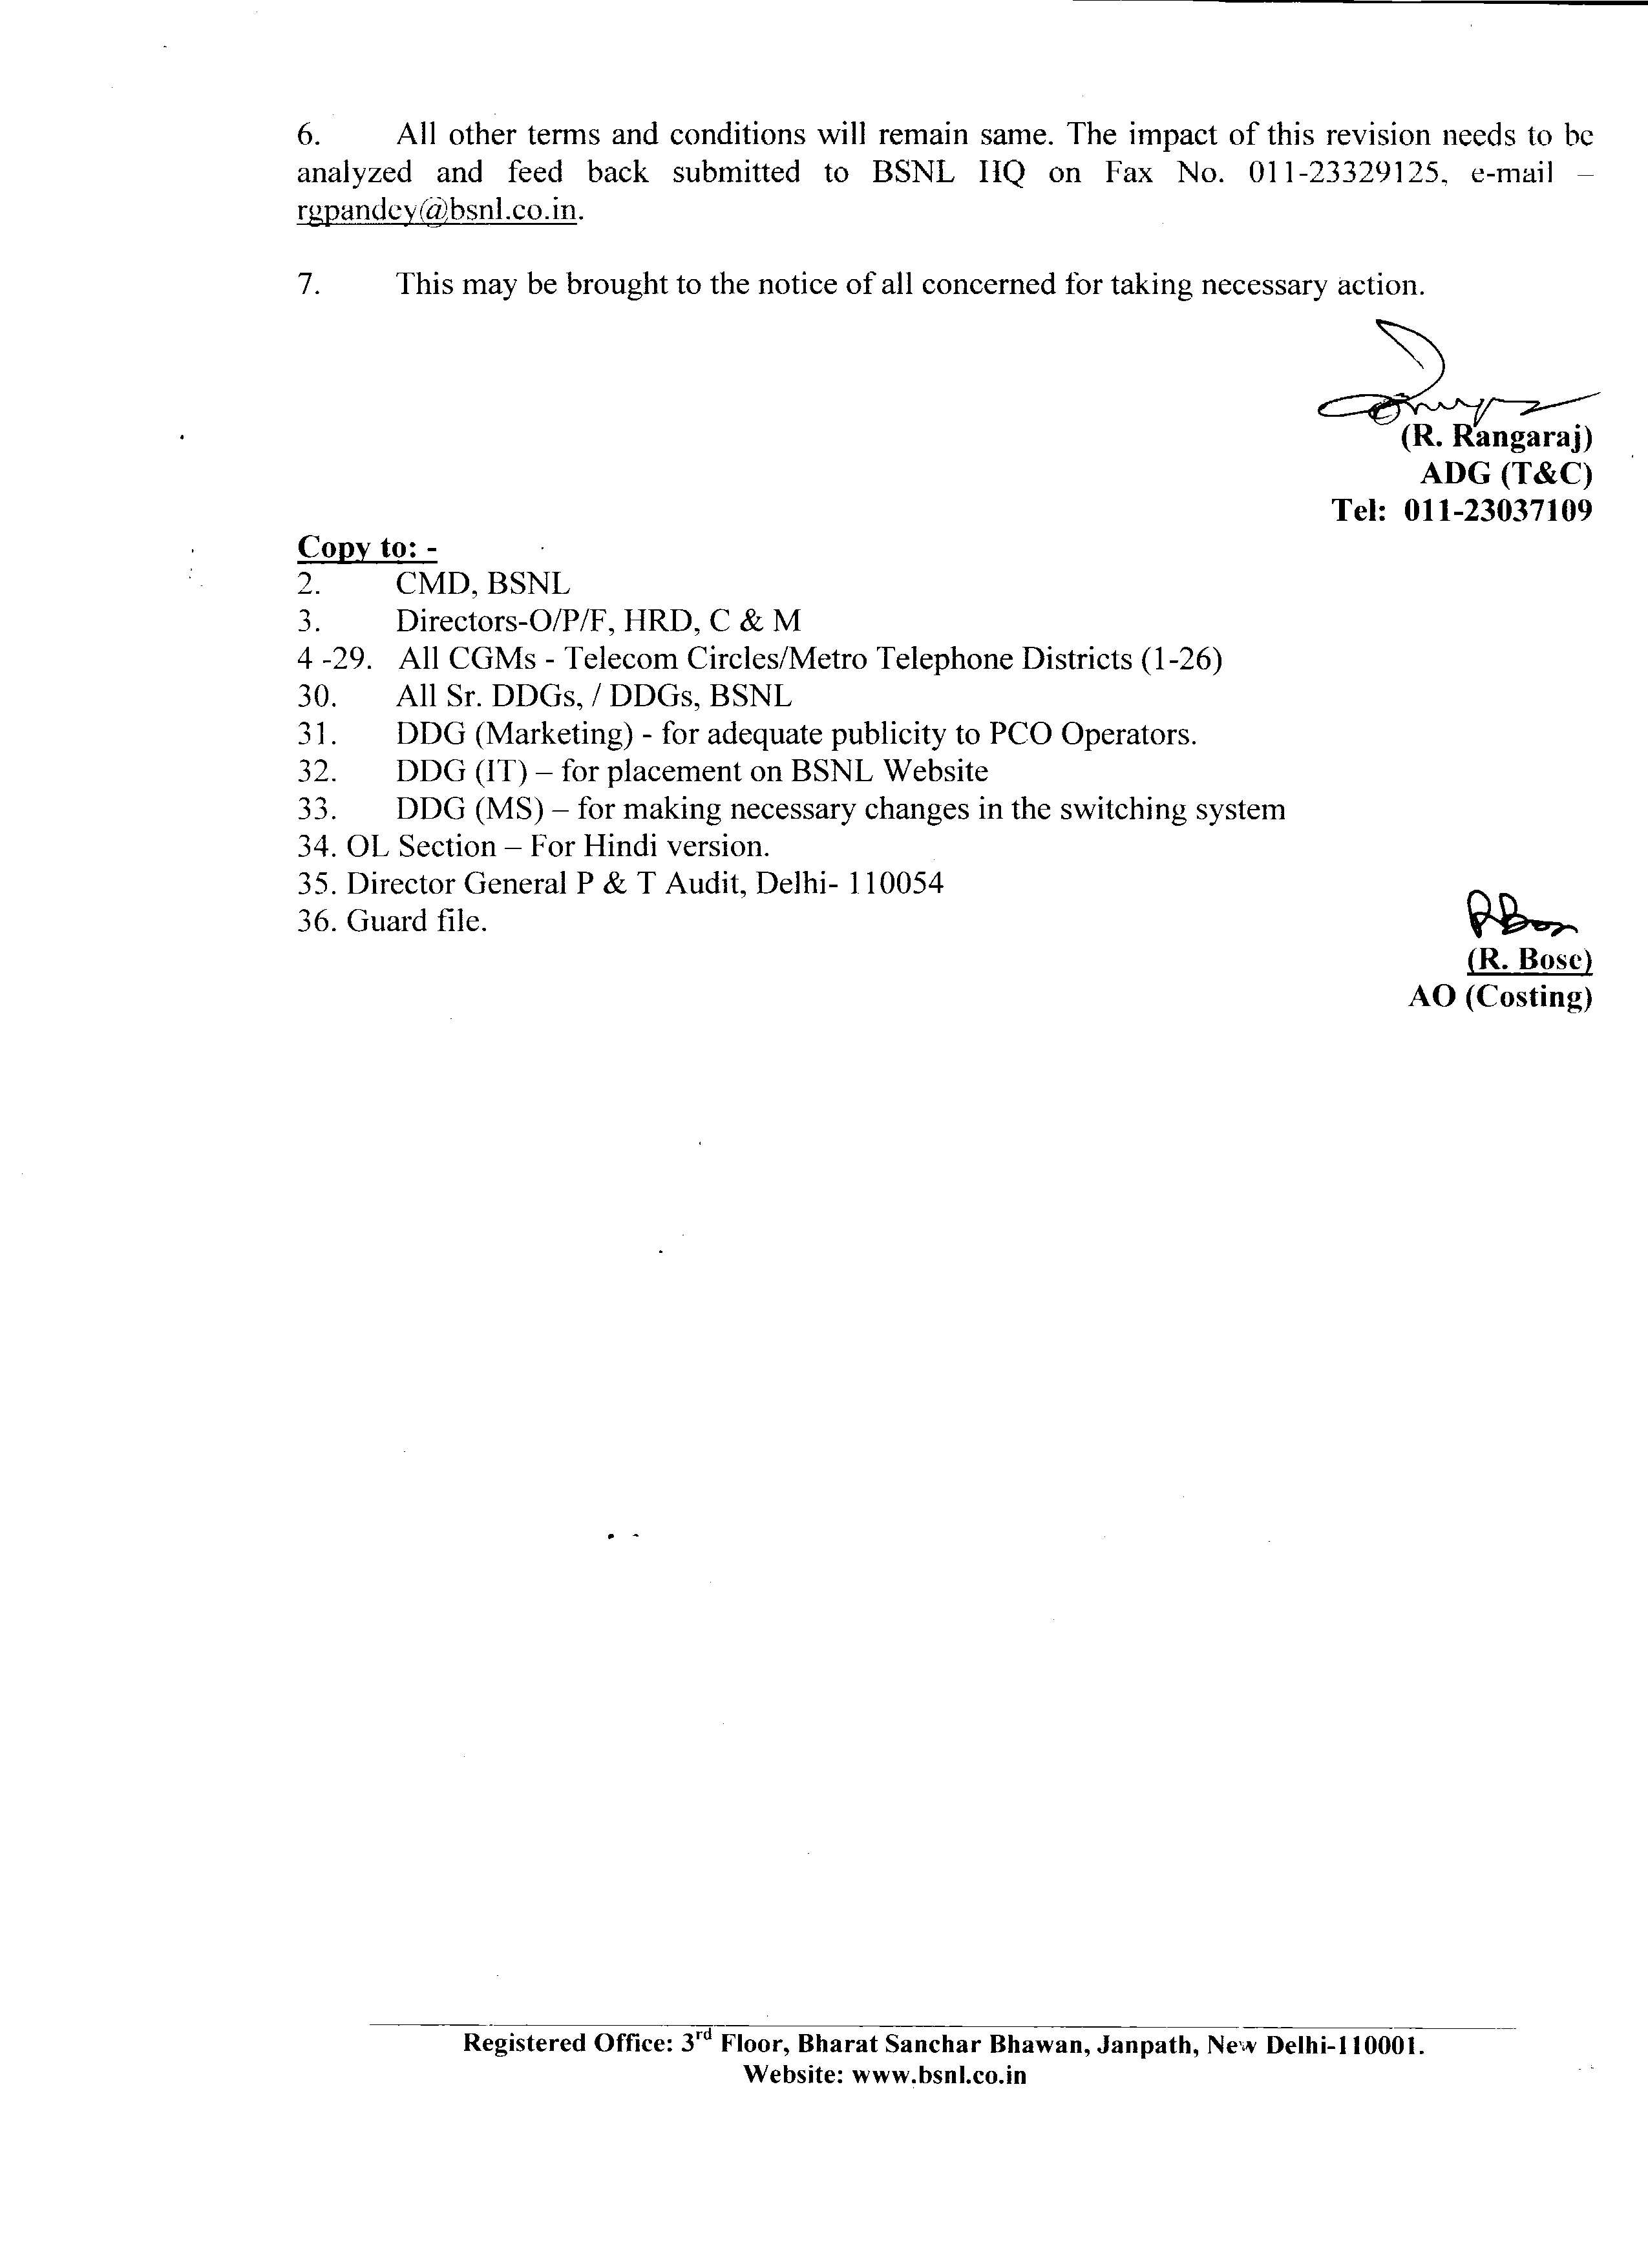 6. All other terms and conditions will remain same. The impact of this revision needs to be
analyzed and feed back submitted to BSNL HQ on Fax No. 011-23329125, e-mail –
rgpandey@bsnl.co.in.
7. This may be brought to the notice of all concerned for taking necessary action.
(R. Rangaraj)
ADG (T&C)
Tel: 011-23037109
Copy to: -
2. CMD, BSNL
3. Directors-O/P/F, HRD, C & M
4 -29. All CGMs - Telecom Circles/Metro Telephone Districts (1-26)
30. All Sr. DDGs, / DDGs, BSNL
31. DDG (Marketing) - for adequate publicity to PCO Operators.
32. DDG (IT) – for placement on BSNL Website
33. DDG (MS) – for making necessary changes in the switching system
34. OL Section – For Hindi version.
35. Director General P & T Audit, Delhi- 110054
36. Guard file.
(R. Bose)
AO (Costing)
Registered Office: 3rd Floor, Bharat Sanchar Bhawan, Janpath, New Delhi-110001.
Website: www.bsnl.co.in